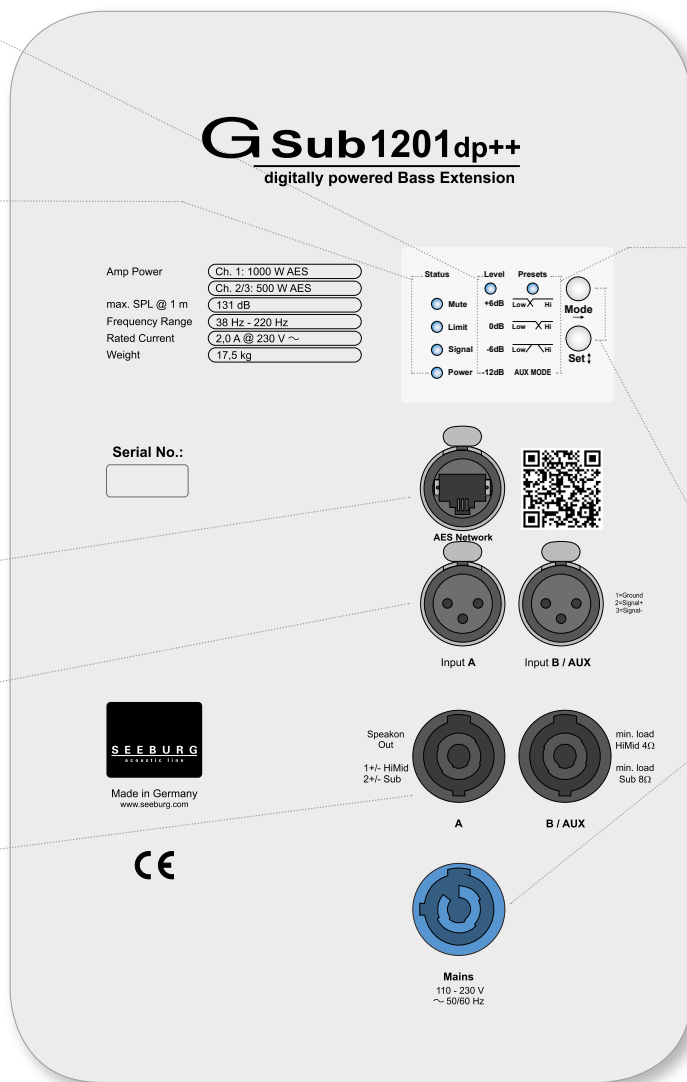 G Sub1201dp++
digitally powered Bass Extension
Amp Power Ch. 1: 1000 W AES
Ch. 2/3: 500 W AES
max. SPL @ 1 m 131 dB
Frequency Range 38 Hz - 220 Hz
Rated Current 2,0 A @ 230 V ~
Weight 17,5 kg
Status Level Presets
Mute +6dB Low Hi
Limit 0dB Low Hi
Signal -6dB Low Hi
Power -12dB AUX MODE
Mode
→
Set ↕
Serial No.:
AES Network
1=Ground
2=Signal+
3=Signal-
Input A Input B / AUX
Speakon
Out
1+/- HiMid
2+/- Sub
min. load
HiMid 4Ω
min. load
Sub 8Ω
A B / AUX
SEEBURG
acoustic line
Made in Germany
www.seeburg.com
CE
Mains
110 - 230 V
~ 50/60 Hz